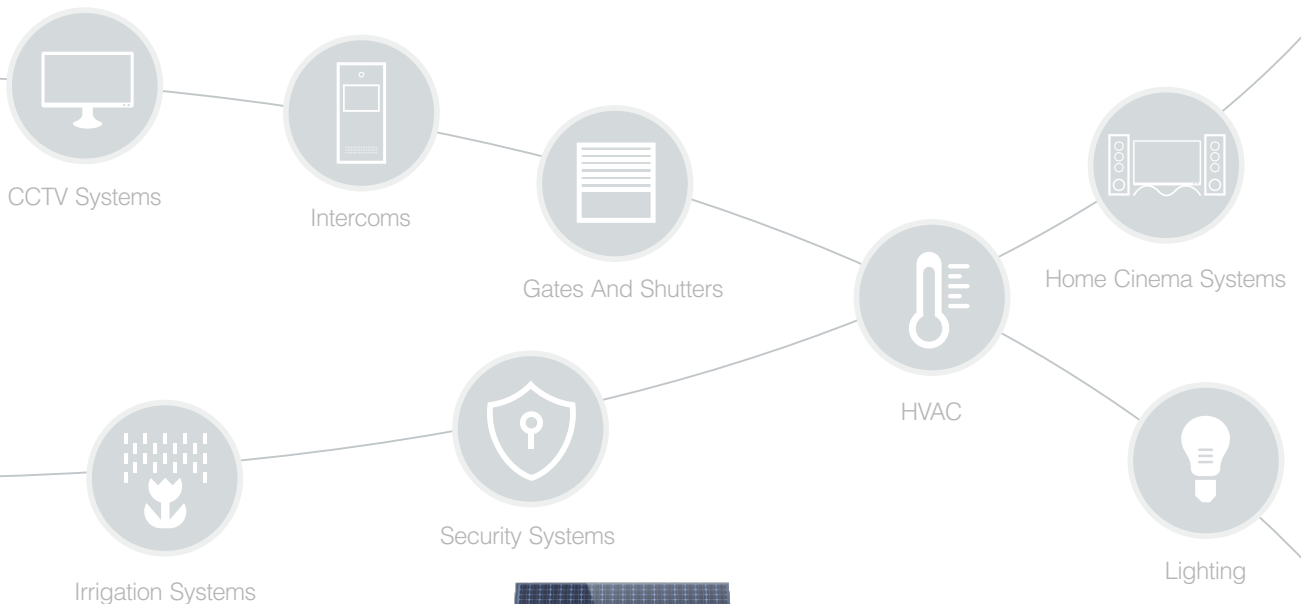 CCTV Systems
Intercoms
Gates And Shutters
Home Cinema Systems
HVAC
Security Systems
Lighting
Irrigation Systems